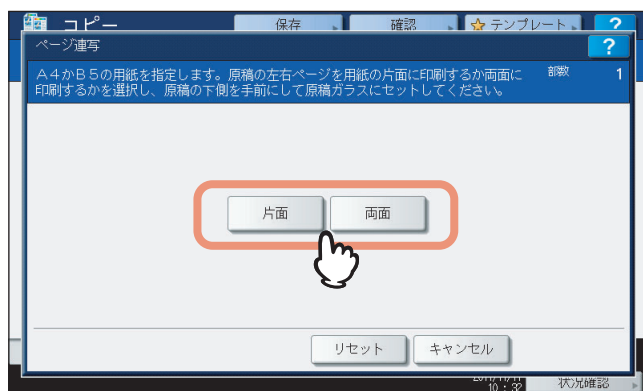 コピー 保存 確認 テンプレート ?
ページ連写 ?
A4かB5の用紙を指定します。原稿の左右ページを用紙の片面に印刷するか両面に 部数 1
印刷するかを選択し、原稿の下側を手前にして原稿ガラスにセットしてください。
片面 両面
リセット キャンセル
10:32 状況確認